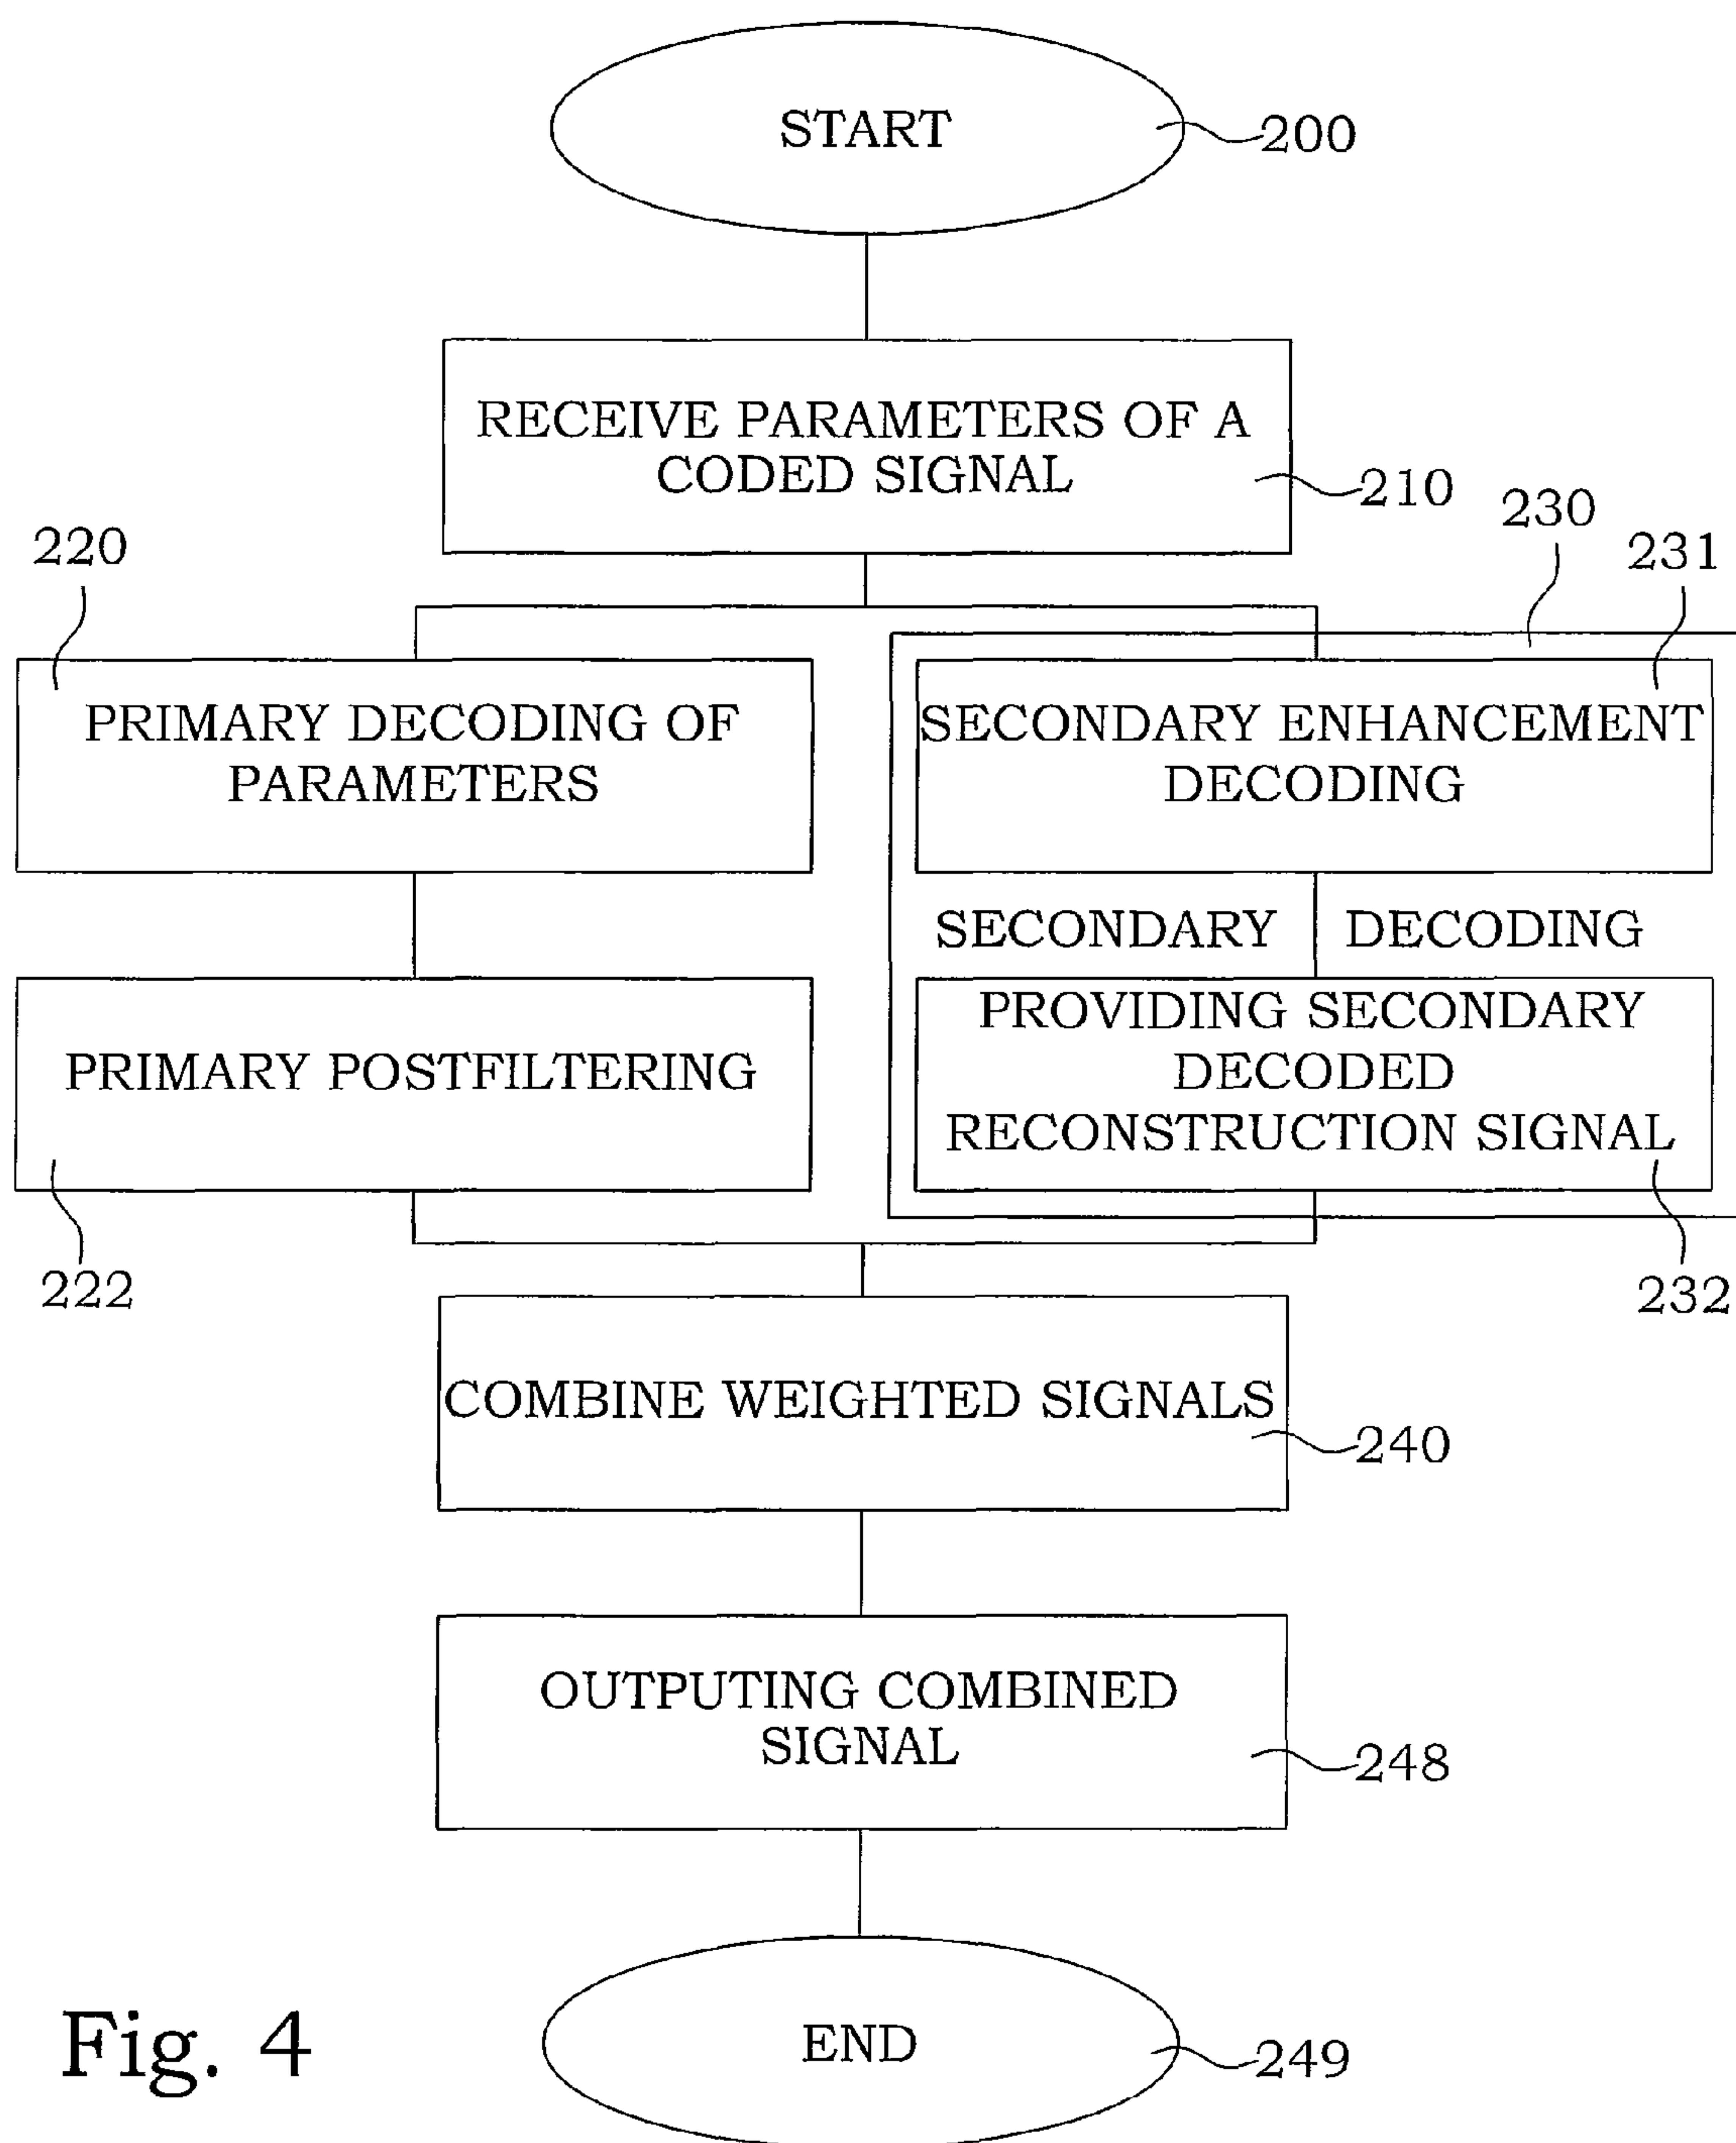 START
200
RECEIVE PARAMETERS OF A
CODED SIGNAL
210
220
230
231
PRIMARY DECODING OF
PARAMETERS
SECONDARY ENHANCEMENT
DECODING
SECONDARY DECODING
PRIMARY POSTFILTERING
PROVIDING SECONDARY
DECODED
RECONSTRUCTION SIGNAL
222
232
COMBINE WEIGHTED SIGNALS
240
OUTPUTING COMBINED
SIGNAL
248
END
249
Fig. 4